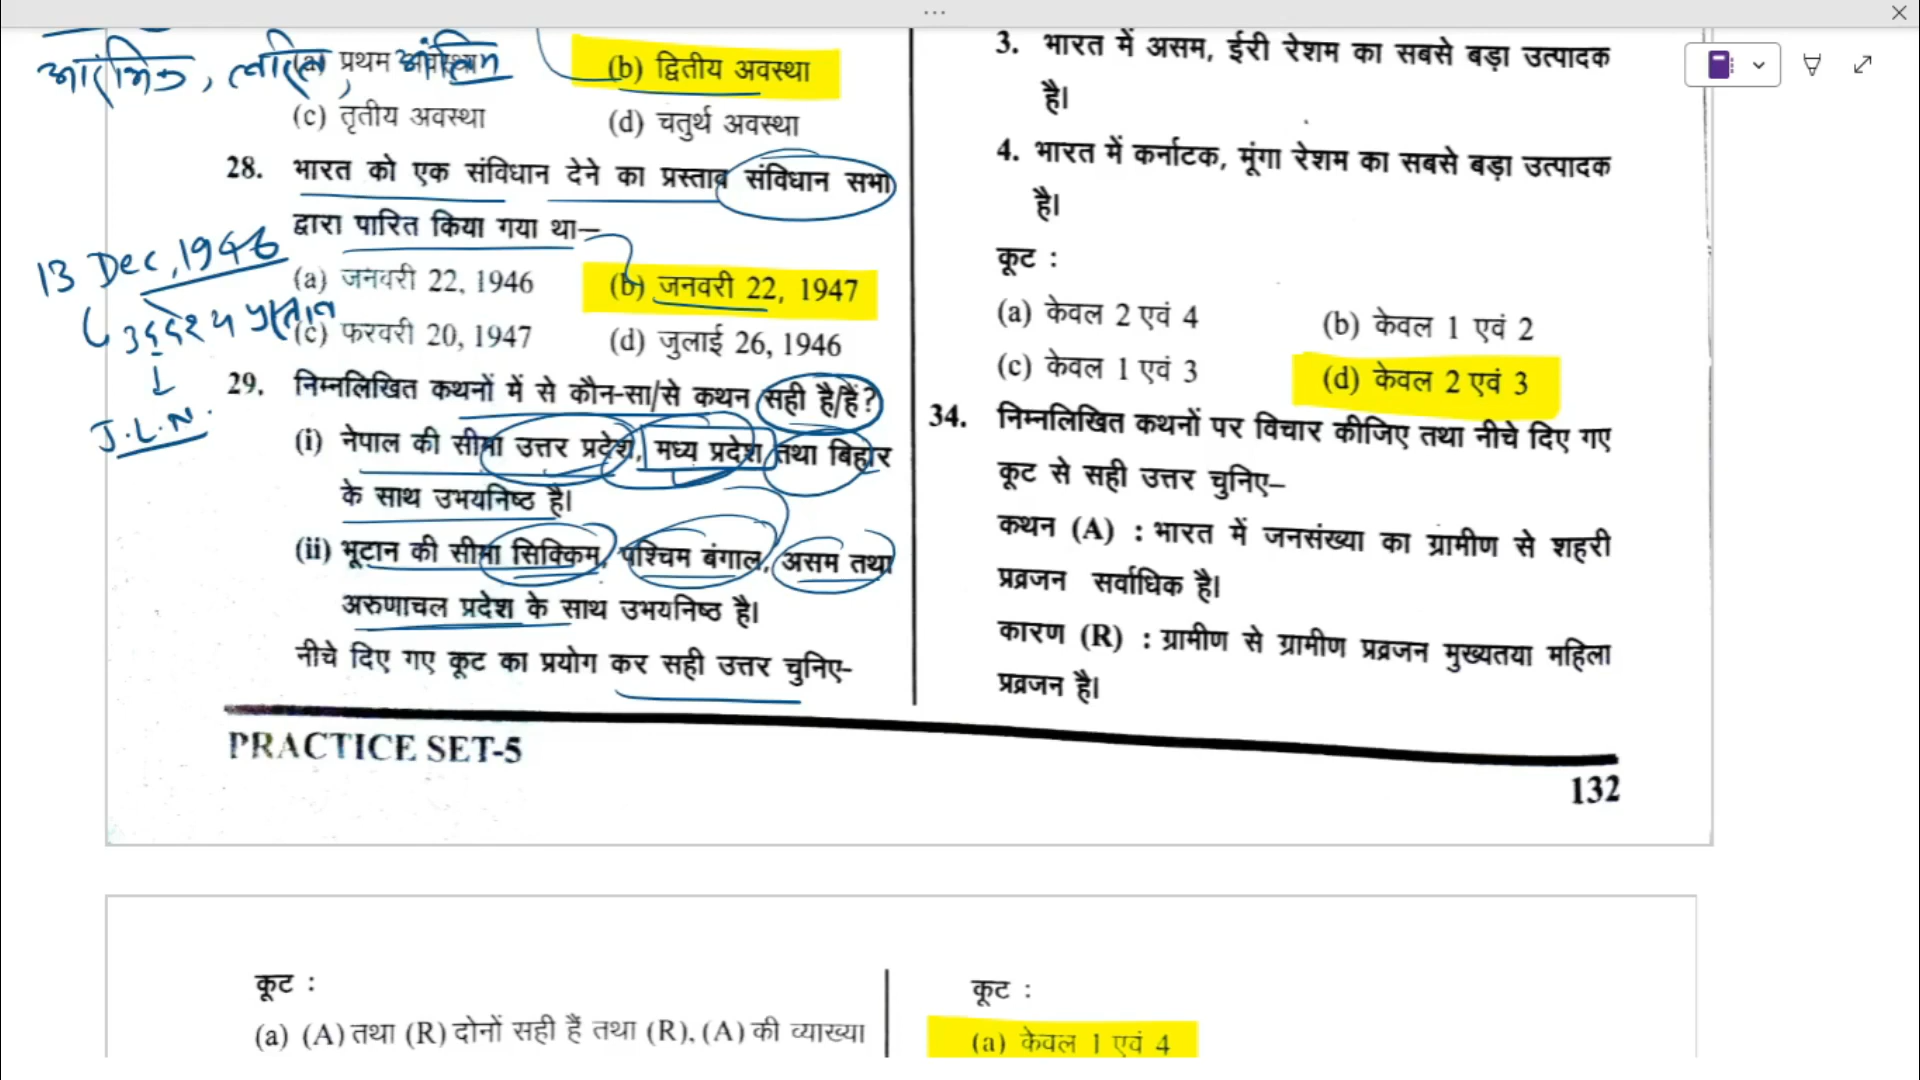 आरंभिक, त्वरित, अंतिम
(a) प्रथम अवस्था
(b) द्वितीय अवस्था
(c) तृतीय अवस्था
(d) चतुर्थ अवस्था
28. भारत को एक संविधान देने का प्रस्ताव संविधान सभा
द्वारा पारित किया गया था–
(a) जनवरी 22, 1946
(b) जनवरी 22, 1947
(c) फरवरी 20, 1947
(d) जुलाई 26, 1946
13 Dec, 1946
उद्देश्य प्रस्ताव
J.L.N.
29. निम्नलिखित कथनों में से कौन-सा/से कथन सही है/हैं?
(i) नेपाल की सीमा उत्तर प्रदेश, मध्य प्रदेश तथा बिहार
के साथ उभयनिष्ठ है।
(ii) भूटान की सीमा सिक्किम, पश्चिम बंगाल, असम तथा
अरुणाचल प्रदेश के साथ उभयनिष्ठ है।
नीचे दिए गए कूट का प्रयोग कर सही उत्तर चुनिए-
3. भारत में असम, ईरी रेशम का सबसे बड़ा उत्पादक
है।
4. भारत में कर्नाटक, मूंगा रेशम का सबसे बड़ा उत्पादक
है।
कूट :
(a) केवल 2 एवं 4
(b) केवल 1 एवं 2
(c) केवल 1 एवं 3
(d) केवल 2 एवं 3
34. निम्नलिखित कथनों पर विचार कीजिए तथा नीचे दिए गए
कूट से सही उत्तर चुनिए–
कथन (A) : भारत में जनसंख्या का ग्रामीण से शहरी
प्रव्रजन सर्वाधिक है।
कारण (R) : ग्रामीण से ग्रामीण प्रव्रजन मुख्यतया महिला
प्रव्रजन है।
PRACTICE SET-5
132
कूट :
(a) (A) तथा (R) दोनों सही हैं तथा (R), (A) की व्याख्या
कूट :
(a) केवल 1 एवं 4